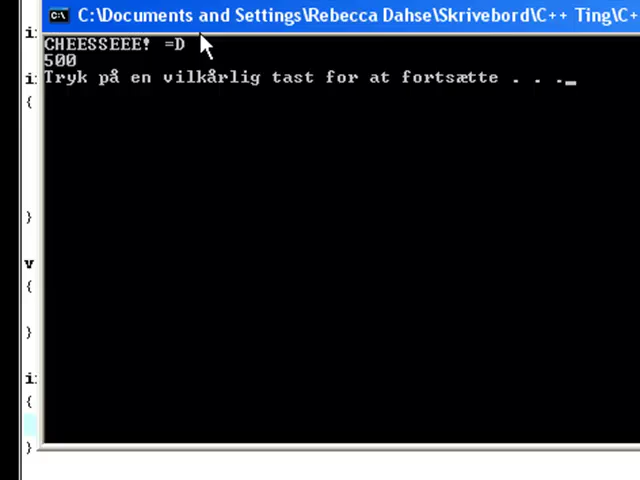 C:\Documents and Settings\Rebecca Dahse\Skrivebord\C++ Ting\C+
CHEESSEEE! =D
500
Tryk på en vilkårlig tast for at fortsætte . . ._
i
i
{
}
v
{
}
i
{
}